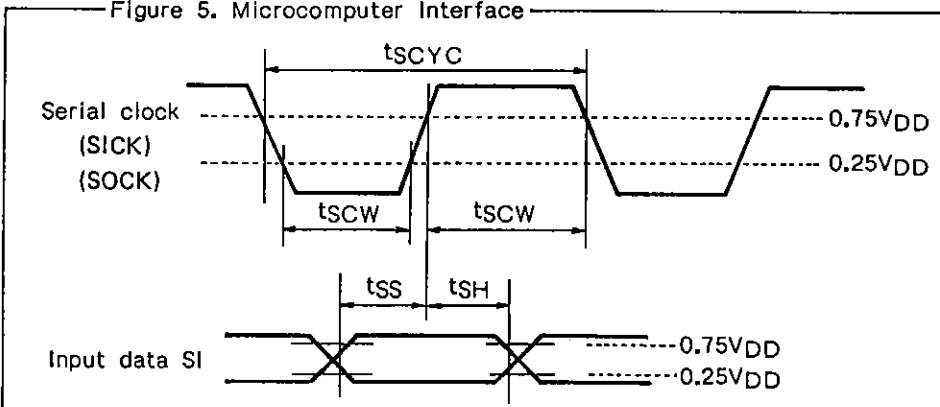 Figure 5. Microcomputer Interface
tSCYC
Serial clock
(SICK)
(SOCK)
0.75VDD
0.25VDD
tSCW
tSCW
tSS
tSH
Input data SI
0.75VDD
0.25VDD